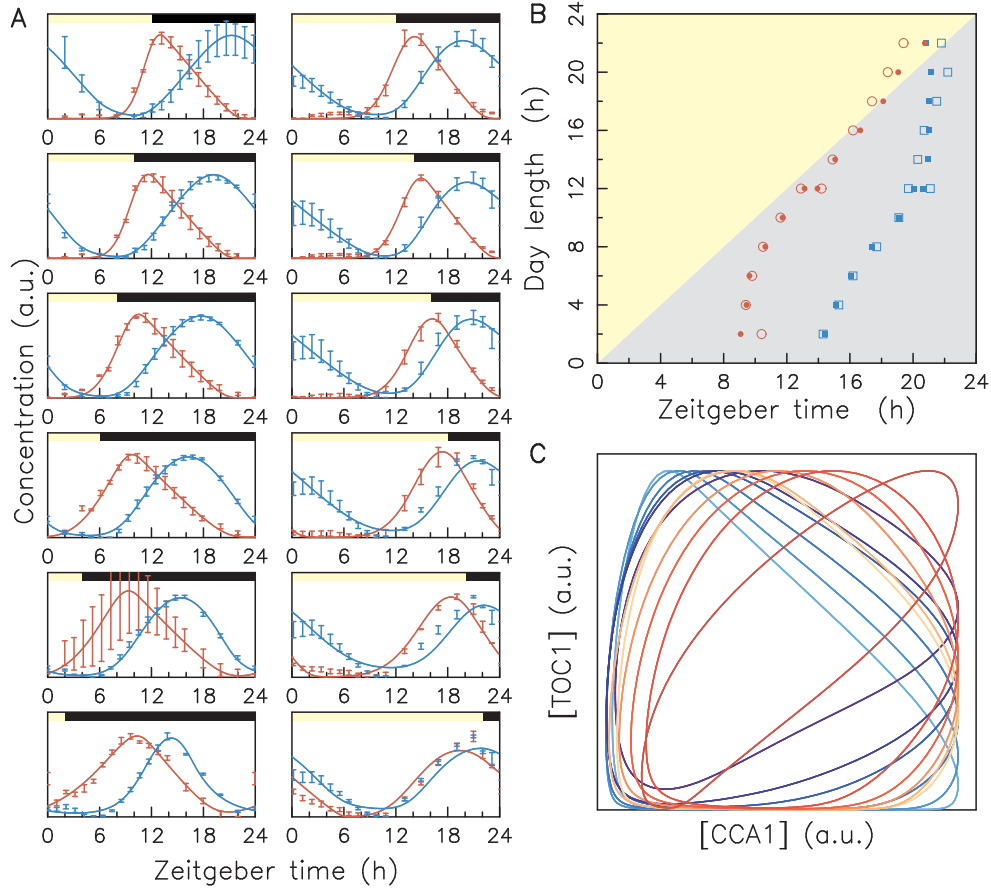 A
0 6 12 18 24
0 6 12 18 24
0 6 12 18 24
0 6 12 18 24
0 6 12 18 24
0 6 12 18 24
0 6 12 18 24
0 6 12 18 24
0 6 12 18 24
0 6 12 18 24
0 6 12 18 24
0 6 12 18 24
Concentration (a.u.)
Zeitgeber time (h)
B
24
20
16
12
8
4
0
Day length (h)
0 4 8 12 16 20 24
Zeitgeber time (h)
C
[TOC1] (a.u.)
[CCA1] (a.u.)